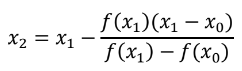 x₂ = x₁ − f(x₁)(x₁ − x₀) / f(x₁) − f(x₀)